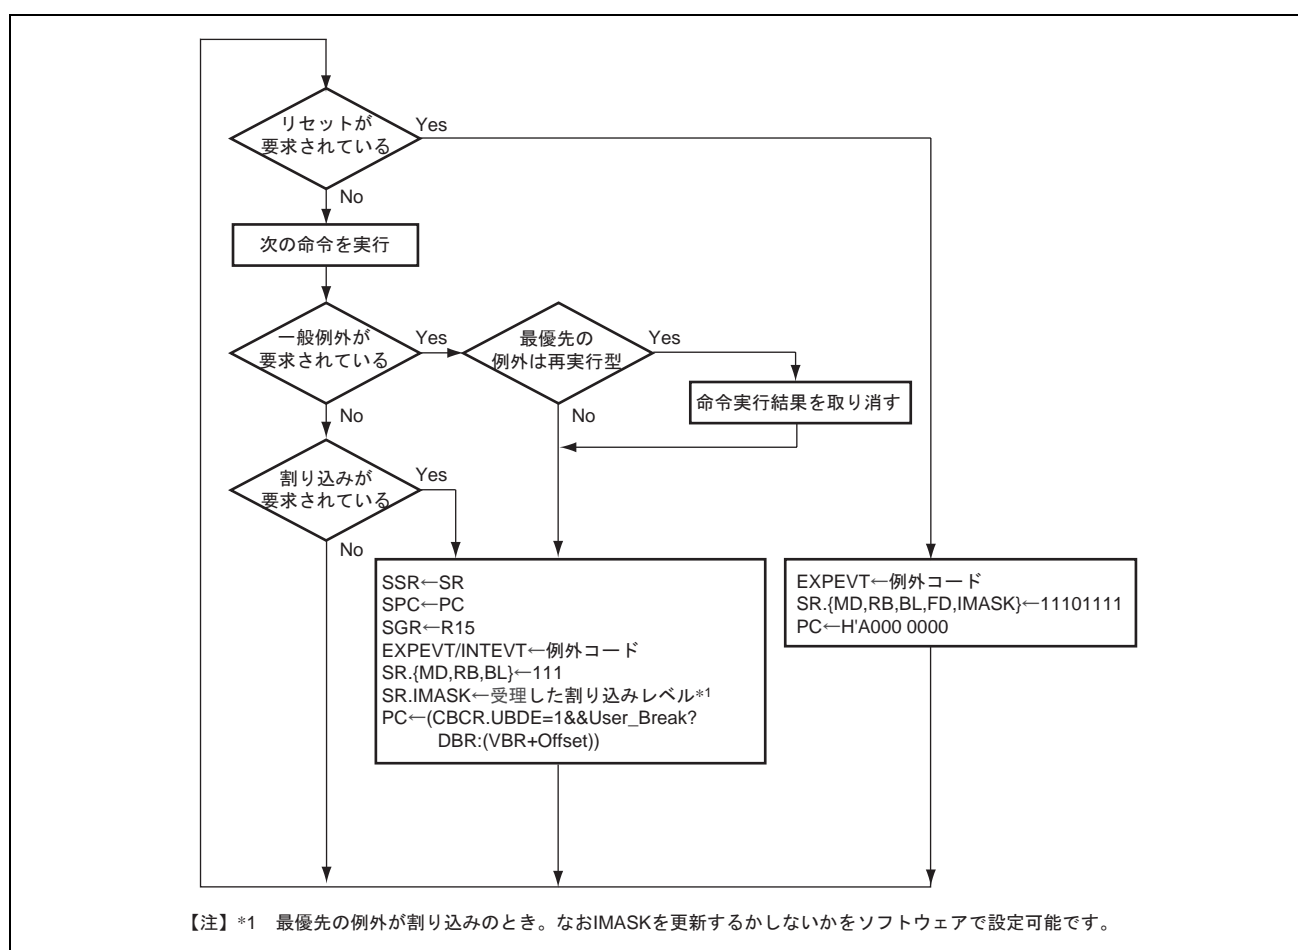 リセットが
要求されている
Yes
No
次の命令を実行
一般例外が
要求されている
Yes
最優先の
例外は再実行型
Yes
命令実行結果を取り消す
No
No
割り込みが
要求されている
Yes
No
SSR←SR
SPC←PC
SGR←R15
EXPEVT/INTEVT←例外コード
SR.{MD,RB,BL}←111
SR.IMASK←受理した割り込みレベル*1
PC←(CBCR.UBDE=1&&User_Break?
DBR:(VBR+Offset))
EXPEVT←例外コード
SR.{MD,RB,BL,FD,IMASK}←11101111
PC←H'A000 0000
【注】*1 最優先の例外が割り込みのとき。なおIMASKを更新するかしないかをソフトウェアで設定可能です。